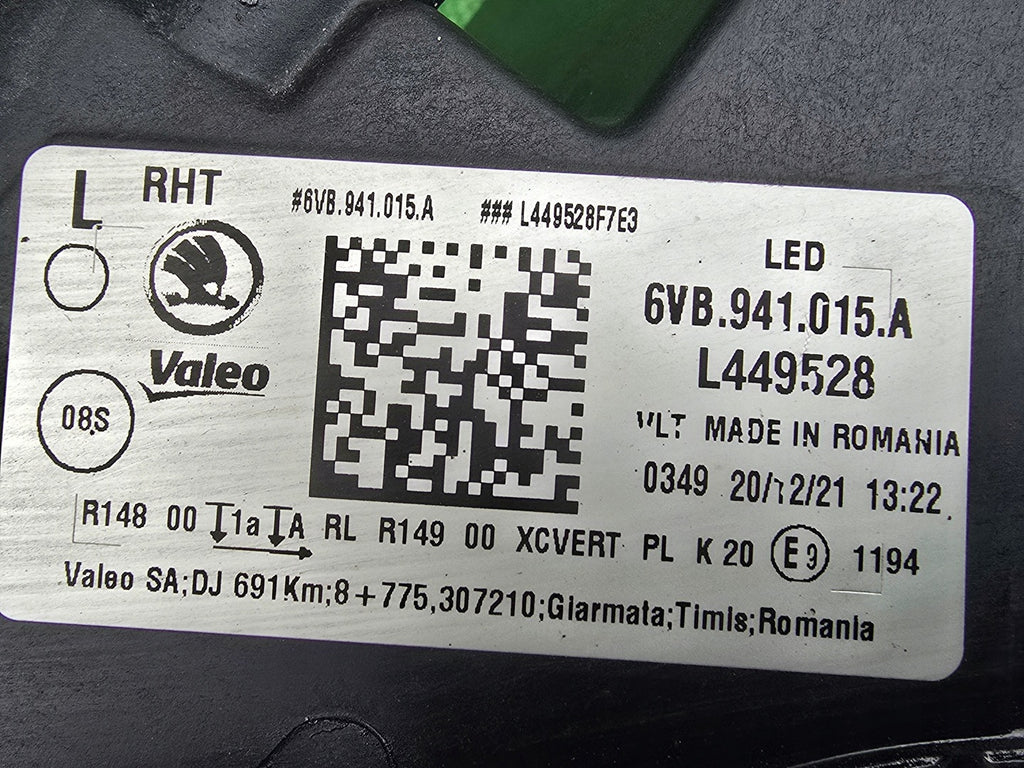 L RHT #6VB.941.015.A ### L449528F7E3
LED
6VB.941.015.A
Valeo
L449528
08S
VLT MADE IN ROMANIA
0349 20/12/21 13:22
R148 00 1a A RL R149 00 XCVERT PL K 20 E9 1194
Valeo SA;DJ 691Km;8+775,307210;Giarmata;Timis;Romania